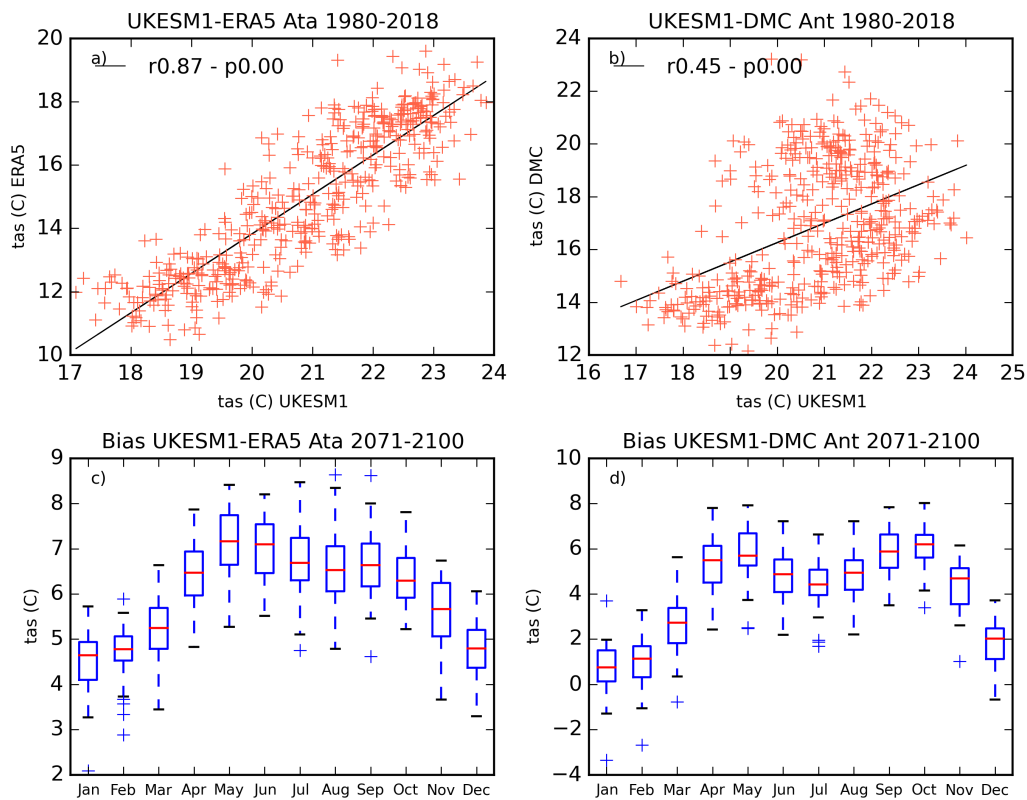 UKESM1-ERA5 Ata 1980-2018
20
18
16
14
12
10
tas (C) ERA5
a)
r0.87 - p0.00
17 18 19 20 21 22 23 24
tas (C) UKESM1
UKESM1-DMC Ant 1980-2018
24
22
20
18
16
14
12
tas (C) DMC
b)
r0.45 - p0.00
16 17 18 19 20 21 22 23 24 25
tas (C) UKESM1
Bias UKESM1-ERA5 Ata 2071-2100
9
8
7
6
5
4
3
2
tas (C)
c)
Jan Feb Mar Apr May Jun Jul Aug Sep Oct Nov Dec
Bias UKESM1-DMC Ant 2071-2100
10
8
6
4
2
0
−2
−4
tas (C)
d)
Jan Feb Mar Apr May Jun Jul Aug Sep Oct Nov Dec